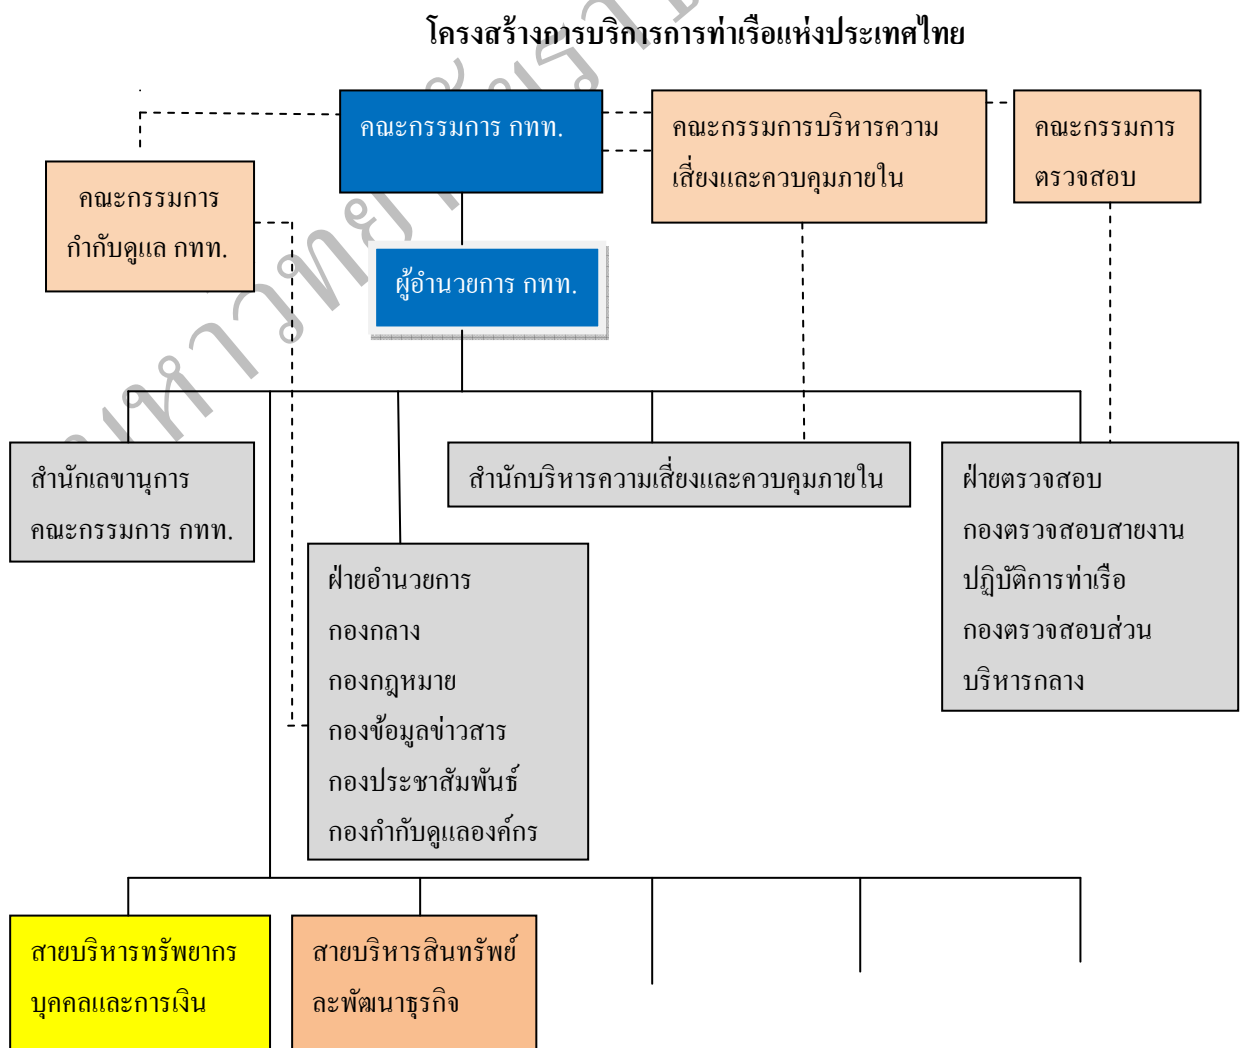 โครงสร้างการบริการการท่าเรือแห่งประเทศไทย
คณะกรรมการ กทท.
คณะกรรมการบริหารความ
เสี่ยงและควบคุมภายใน
คณะกรรมการ
ตรวจสอบ
คณะกรรมการ
กำกับดูแล กทท.
ผู้อำนวยการ กทท.
สำนักเลขานุการ
คณะกรรมการ กทท.
สำนักบริหารความเสี่ยงและควบคุมภายใน
ฝ่ายตรวจสอบ
กองตรวจสอบสายงาน
ปฏิบัติการท่าเรือ
กองตรวจสอบส่วน
บริหารกลาง
ฝ่ายอำนวยการ
กองกลาง
กองกฎหมาย
กองข้อมูลข่าวสาร
กองประชาสัมพันธ์
กองกำกับดูแลองค์กร
สายบริหารทรัพยากร
บุคคลและการเงิน
สายบริหารสินทรัพย์
ละพัฒนาธุรกิจ